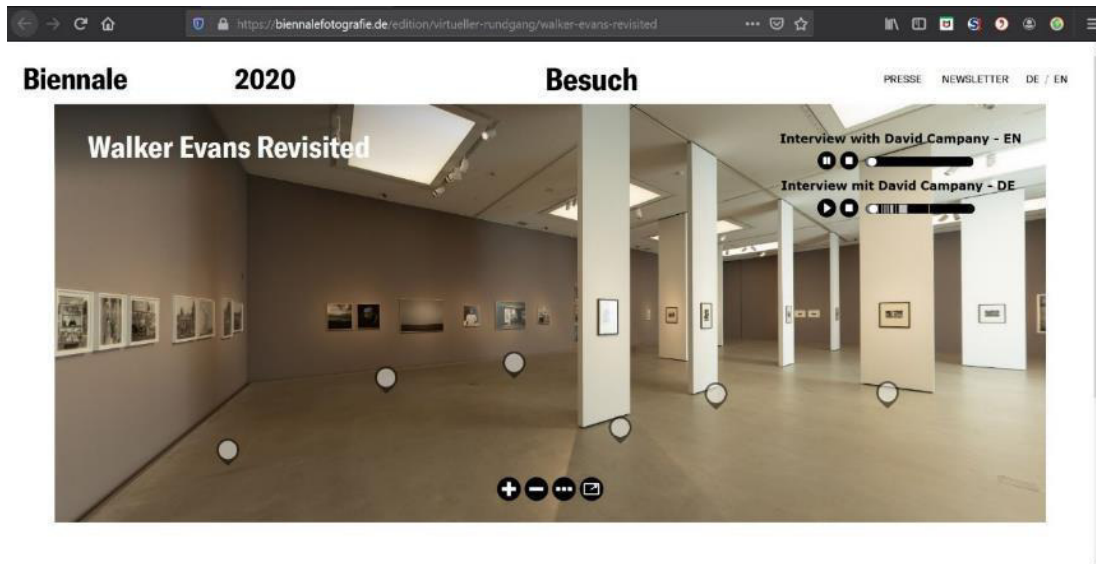 https://biennalefotografie.de/edition/virtueller-rundgang/walker-evans-revisited
Biennale 2020 Besuch PRESSE NEWSLETTER DE / EN
Walker Evans Revisited
Interview with David Campany - EN
Interview mit David Campany - DE